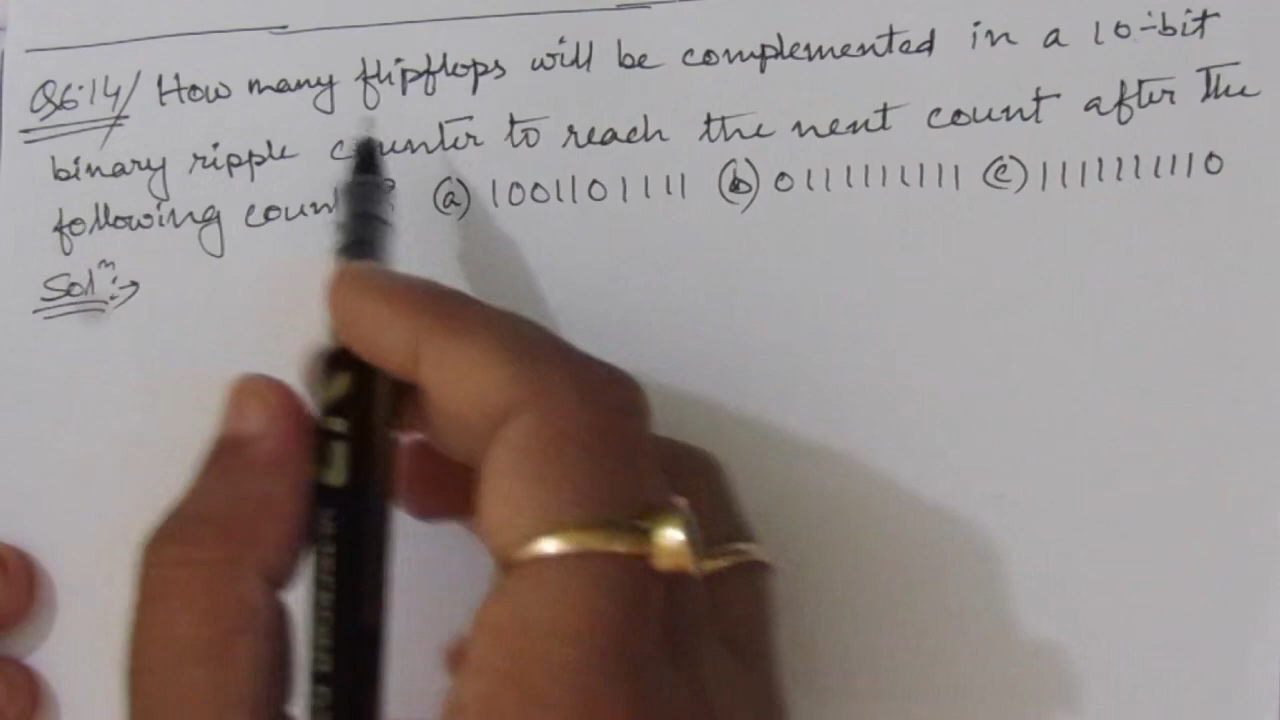 Q6.14/ How many flipflops will be complemented in a 10-bit
binary ripple counter to reach the next count after the
following count? (a) 1001101111 (b) 0111111111 (c) 1111111110
Solⁿ:→